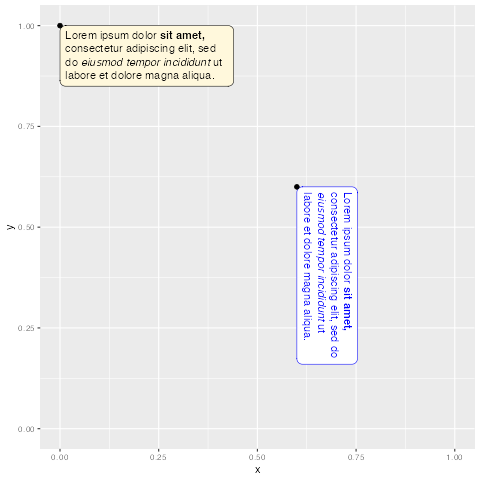 1.00
Lorem ipsum dolor sit amet,
consectetur adipiscing elit, sed
do eiusmod tempor incididunt ut
labore et dolore magna aliqua.
0.75
y
0.50
Lorem ipsum dolor sit amet,
consectetur adipiscing elit, sed do
eiusmod tempor incididunt ut
labore et dolore magna aliqua.
0.25
0.00
0.00 0.25 0.50 0.75 1.00
x